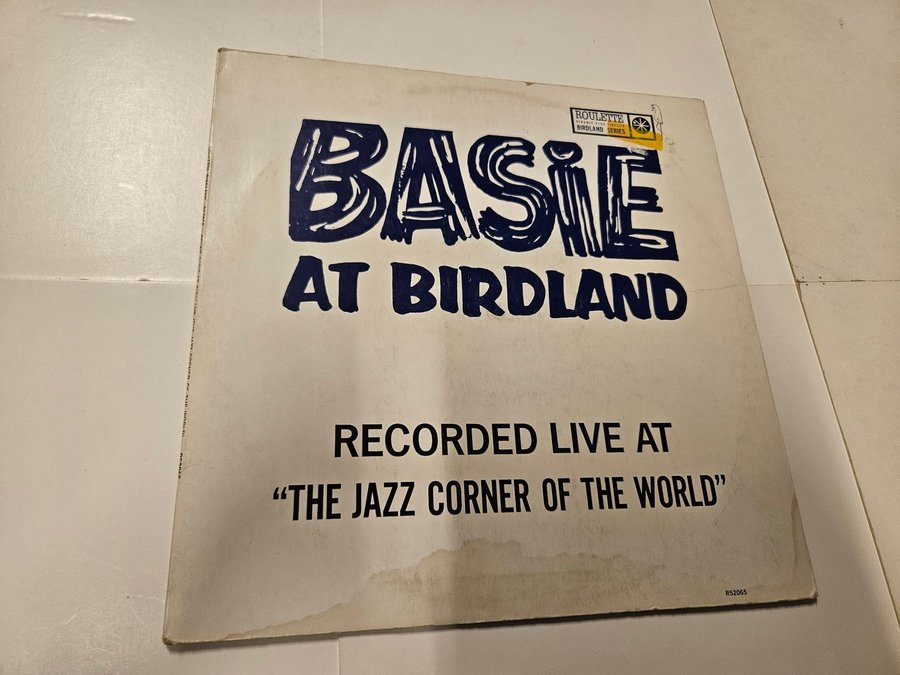 ROULETTE
BIRDLAND SERIES
BASiE
AT BIRDLAND
RECORDED LIVE AT
“THE JAZZ CORNER OF THE WORLD”
R52065